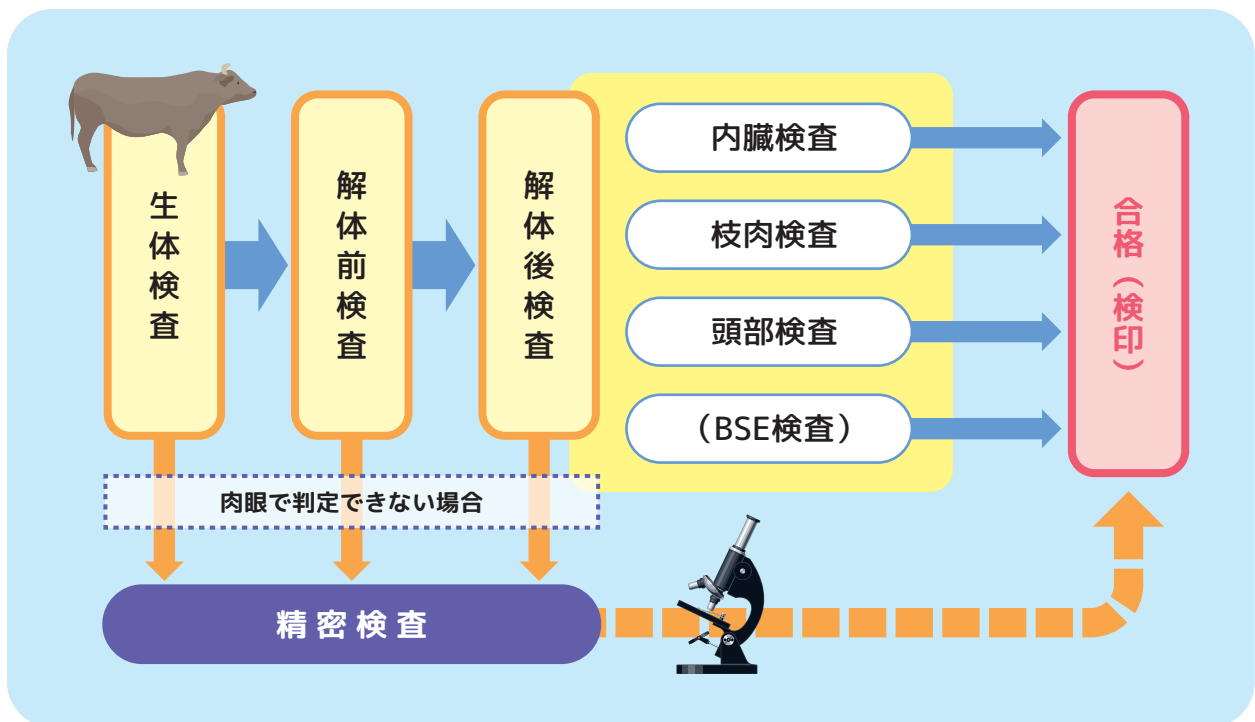 生体検査
解体前検査
解体後検査
内臓検査
枝肉検査
頭部検査
（BSE検査）
合格（検印）
肉眼で判定できない場合
精密検査